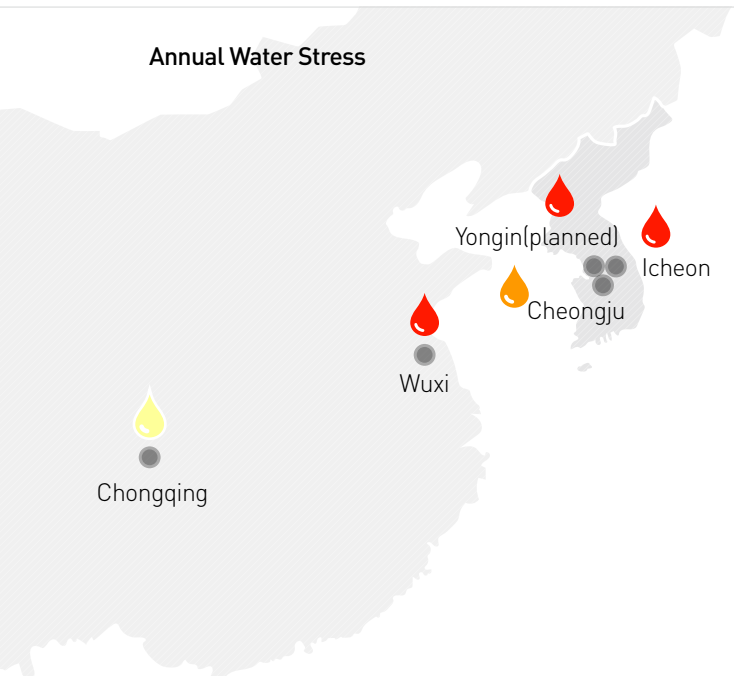 Annual Water Stress
Yongin(planned)
Icheon
Cheongju
Wuxi
Chongqing